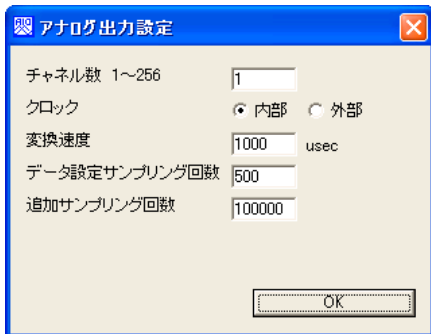 アナログ出力設定
チャネル数 1～256 1
クロック 内部 外部
変換速度 1000 usec
データ設定サンプリング回数 500
追加サンプリング回数 100000
OK